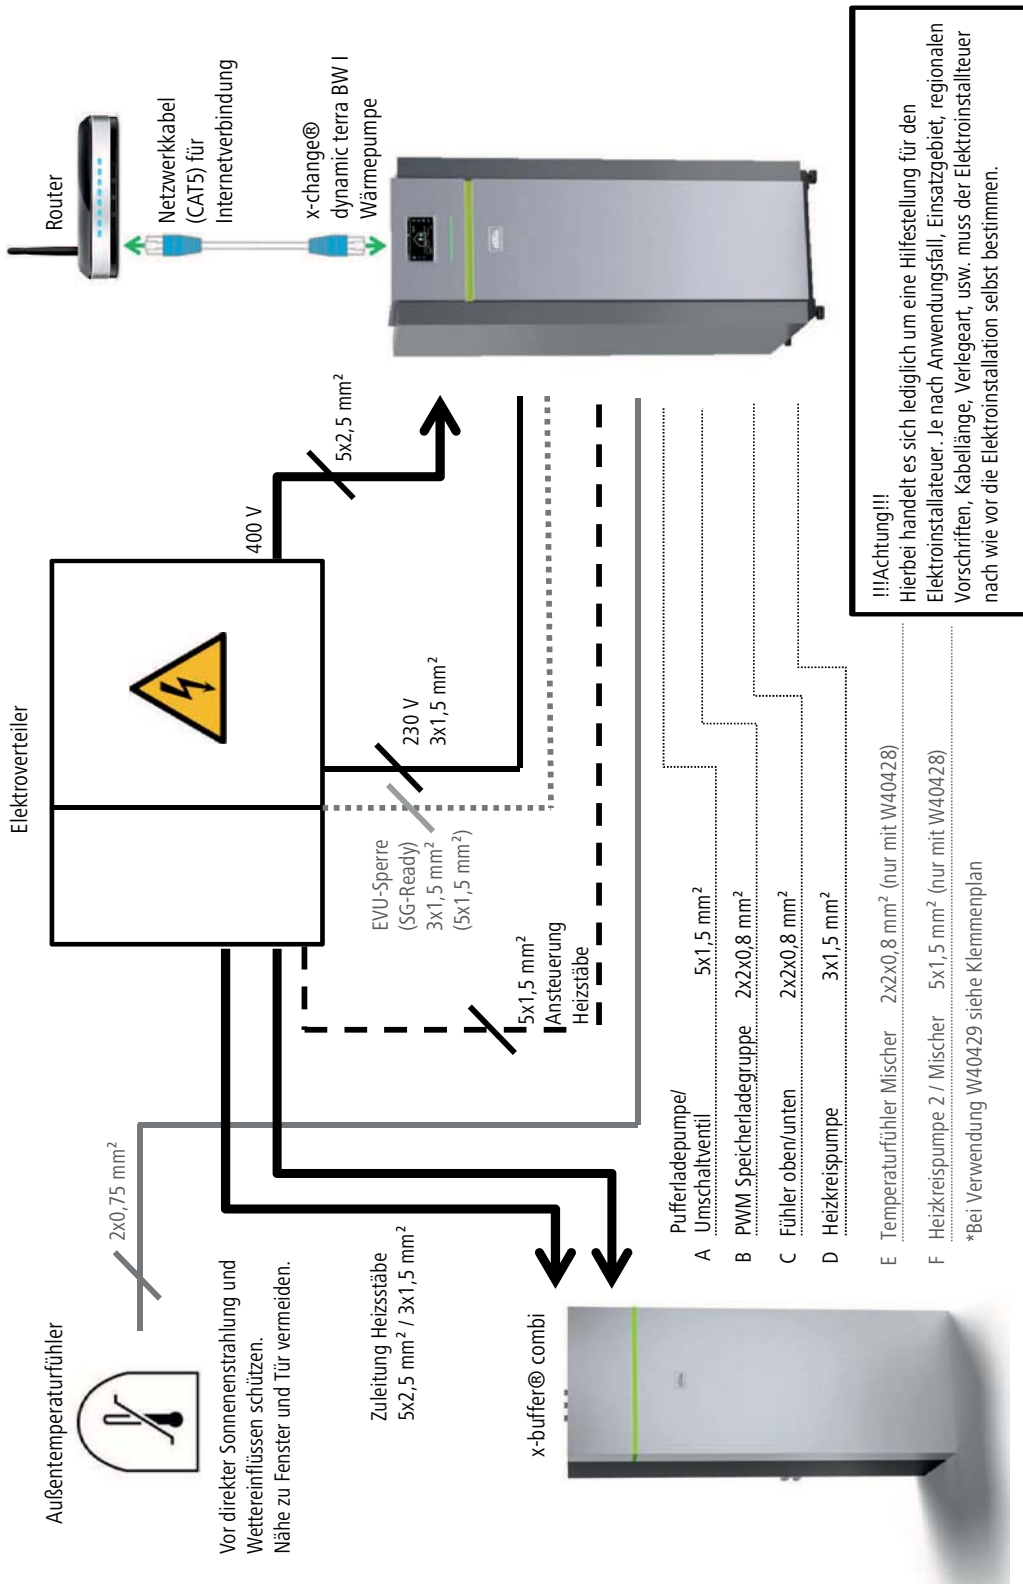 Außentemperaturfühler
Vor direkter Sonnenenstrahlung und
Wettereinflüssen schützen.
Nähe zu Fenster und Tür vermeiden.
2x0,75 mm²
Elektroverteiler
400 V
5x2,5 mm²
Router
Netzwerkkabel
(CAT5) für
Internetverbindung
x-change®
dynamic terra BW I
Wärmepumpe
230 V
3x1,5 mm²
EVU-Sperre
(SG-Ready)
3x1,5 mm²
(5x1,5 mm²)
5x1,5 mm²
Ansteuerung
Heizstäbe
Zuleitung Heizsstäbe
5x2,5 mm² / 3x1,5 mm²
x-buffer® combi
Pufferladepumpe/
A Umschaltventil 5x1,5 mm²
B PWM Speicherladegruppe 2x2x0,8 mm²
C Fühler oben/unten 2x2x0,8 mm²
D Heizkreispumpe 3x1,5 mm²
E Temperaturfühler Mischer 2x2x0,8 mm² (nur mit W40428)
F Heizkreispumpe 2 / Mischer 5x1,5 mm² (nur mit W40428)
*Bei Verwendung W40429 siehe Klemmenplan
!!!Achtung!!!
Hierbei handelt es sich lediglich um eine Hilfestellung für den
Elektroinstallateuer. Je nach Anwendungsfall, Einsatzgebiet, regionalen
Vorschriften, Kabellänge, Verlegeart, usw. muss der Elektroinstallteuer
nach wie vor die Elektroinstallation selbst bestimmen.